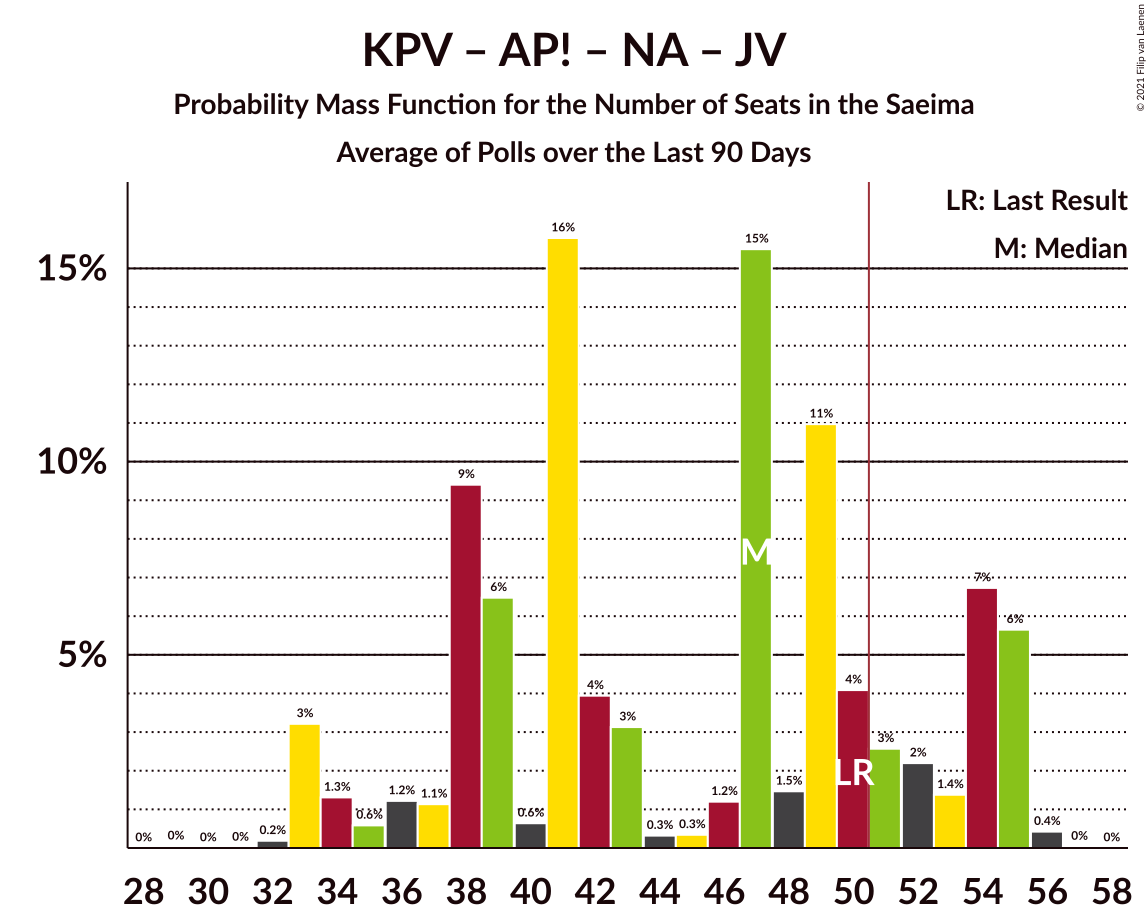 KPV – AP! – NA – JV
Probability Mass Function for the Number of Seats in the Saeima
Average of Polls over the Last 90 Days
© 2021 Filip van Laenen
LR: Last Result
M: Median
15%
10%
5%
0% 0% 0% 0% 0.2% 3% 1.3% 0.6% 1.2% 1.1% 9% 6% 0.6% 16% 4% 3% 0.3% 0.3% 1.2% 15% 1.5% 11% 4% 3% 2% 1.4% 7% 6% 0.4% 0% 0%
M
LR
28 30 32 34 36 38 40 42 44 46 48 50 52 54 56 58